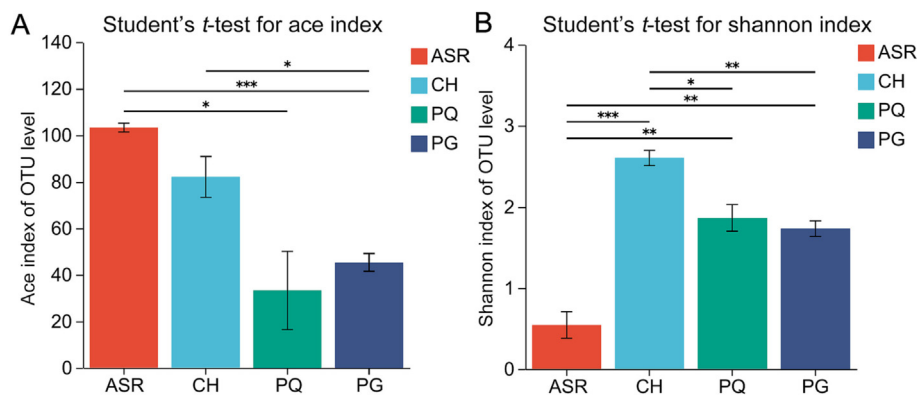 A
Student's t-test for ace index
Ace index of OTU level
140
120
100
80
60
40
20
0
*
***
*
ASR
CH
PQ
PG
ASR
CH
PQ
PG
B
Student's t-test for shannon index
Shannon index of OTU level
4
3
2
1
0
**
*
**
***
**
ASR
CH
PQ
PG
ASR
CH
PQ
PG